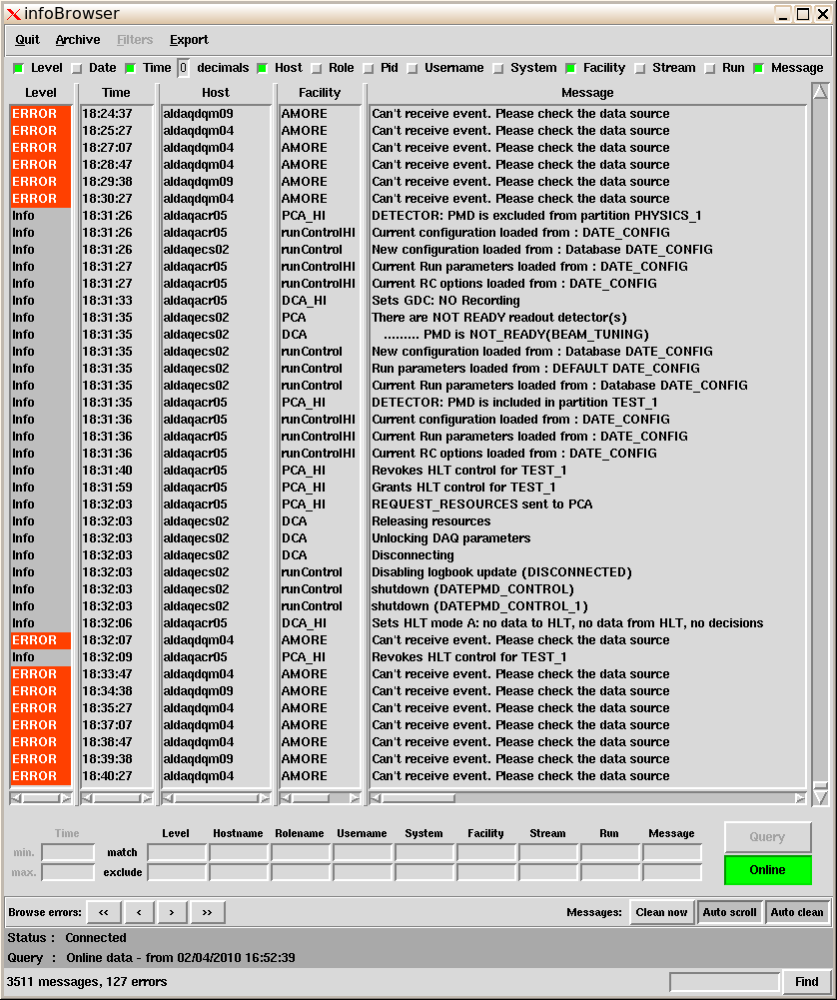 infoBrowser
Quit Archive Filters Export
Level Date Time 0 decimals Host Role Pid Username System Facility Stream Run Message
Level Time Host Facility Message
ERROR 18:24:37 aldaqdqm09 AMORE Can't receive event. Please check the data source
ERROR 18:25:27 aldaqdqm04 AMORE Can't receive event. Please check the data source
ERROR 18:27:07 aldaqdqm04 AMORE Can't receive event. Please check the data source
ERROR 18:28:47 aldaqdqm04 AMORE Can't receive event. Please check the data source
ERROR 18:29:38 aldaqdqm09 AMORE Can't receive event. Please check the data source
ERROR 18:30:27 aldaqdqm04 AMORE Can't receive event. Please check the data source
Info 18:31:26 aldaqacr05 PCA_HI DETECTOR: PMD is excluded from partition PHYSICS_1
Info 18:31:26 aldaqacr05 runControlHI Current configuration loaded from : DATE_CONFIG
Info 18:31:26 aldaqecs02 runControl New configuration loaded from : Database DATE_CONFIG
Info 18:31:27 aldaqacr05 runControlHI Current Run parameters loaded from : DATE_CONFIG
Info 18:31:27 aldaqacr05 runControlHI Current RC options loaded from : DATE_CONFIG
Info 18:31:33 aldaqacr05 DCA_HI Sets GDC: NO Recording
Info 18:31:35 aldaqecs02 PCA There are NOT READY readout detector(s)
Info 18:31:35 aldaqecs02 DCA ......... PMD is NOT_READY(BEAM_TUNING)
Info 18:31:35 aldaqecs02 runControl New configuration loaded from : Database DATE_CONFIG
Info 18:31:35 aldaqecs02 runControl Run parameters loaded from : DEFAULT DATE_CONFIG
Info 18:31:35 aldaqecs02 runControl Current Run parameters loaded from : Database DATE_CONFIG
Info 18:31:35 aldaqacr05 PCA_HI DETECTOR: PMD is included in partition TEST_1
Info 18:31:36 aldaqacr05 runControlHI Current configuration loaded from : DATE_CONFIG
Info 18:31:36 aldaqacr05 runControlHI Current Run parameters loaded from : DATE_CONFIG
Info 18:31:36 aldaqacr05 runControlHI Current RC options loaded from : DATE_CONFIG
Info 18:31:40 aldaqacr05 PCA_HI Revokes HLT control for TEST_1
Info 18:31:59 aldaqacr05 PCA_HI Grants HLT control for TEST_1
Info 18:32:03 aldaqacr05 PCA_HI REQUEST_RESOURCES sent to PCA
Info 18:32:03 aldaqecs02 DCA Releasing resources
Info 18:32:03 aldaqecs02 DCA Unlocking DAQ parameters
Info 18:32:03 aldaqecs02 DCA Disconnecting
Info 18:32:03 aldaqecs02 runControl Disabling logbook update (DISCONNECTED)
Info 18:32:03 aldaqecs02 runControl shutdown (DATEPMD_CONTROL)
Info 18:32:03 aldaqecs02 runControl shutdown (DATEPMD_CONTROL_1)
Info 18:32:06 aldaqacr05 DCA_HI Sets HLT mode A: no data to HLT, no data from HLT, no decisions
ERROR 18:32:07 aldaqdqm04 AMORE Can't receive event. Please check the data source
Info 18:32:09 aldaqacr05 PCA_HI Revokes HLT control for TEST_1
ERROR 18:33:47 aldaqdqm04 AMORE Can't receive event. Please check the data source
ERROR 18:34:38 aldaqdqm09 AMORE Can't receive event. Please check the data source
ERROR 18:35:27 aldaqdqm04 AMORE Can't receive event. Please check the data source
ERROR 18:37:07 aldaqdqm04 AMORE Can't receive event. Please check the data source
ERROR 18:38:47 aldaqdqm04 AMORE Can't receive event. Please check the data source
ERROR 18:39:38 aldaqdqm09 AMORE Can't receive event. Please check the data source
ERROR 18:40:27 aldaqdqm04 AMORE Can't receive event. Please check the data source
Time Level Hostname Rolename Username System Facility Stream Run Message Query
min. match
max. exclude Online
Browse errors: << < > >> Messages: Clean now Auto scroll Auto clean
Status : Connected
Query : Online data - from 02/04/2010 16:52:39
3511 messages, 127 errors Find